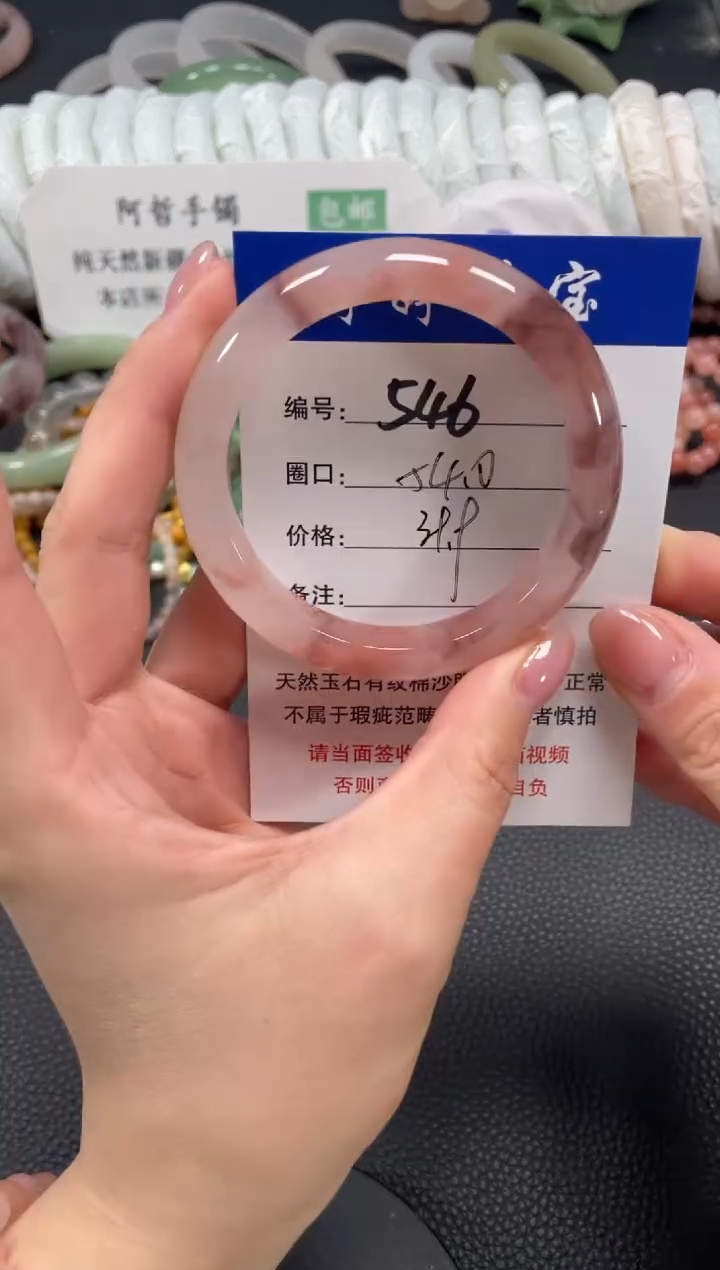 阿哲手镯
包邮
纯天然新疆
本店所
宝
编号: 546
圈口: 54.0
价格:
备注:
天然玉石有纹棉沙
正常
不属于瑕疵范畴
者慎拍
请当面签收
视频
否则
自负